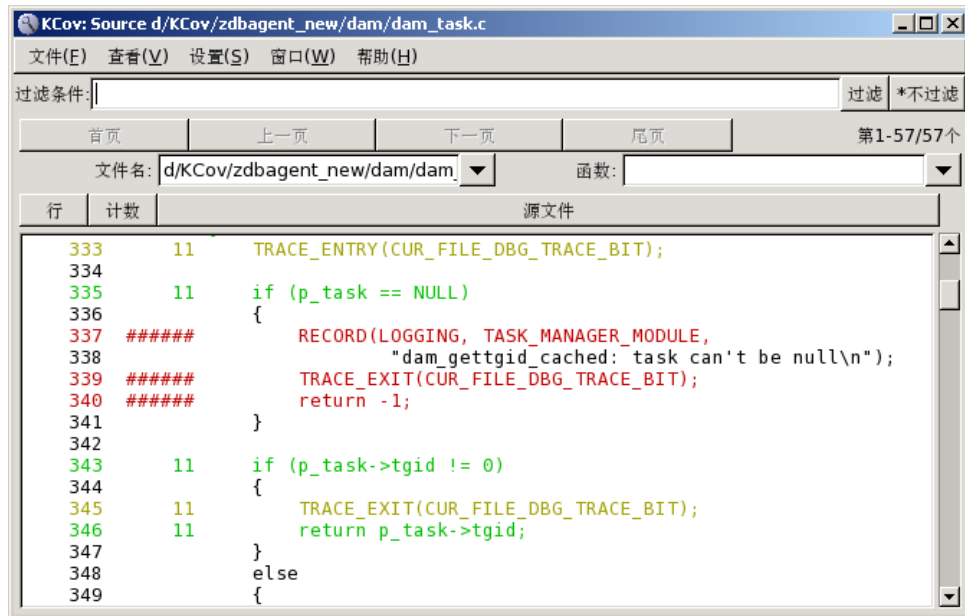 KCov: Source d/KCov/zdbagent_new/dam/dam_task.c
文件(F) 查看(V) 设置(S) 窗口(W) 帮助(H)
过滤条件: 过滤 *不过滤
首页 上一页 下一页 尾页 第1-57/57个
文件名: d/KCov/zdbagent_new/dam/dam_ 函数:
行 计数 源文件
333 11 TRACE_ENTRY(CUR_FILE_DBG_TRACE_BIT);
334
335 11 if (p_task == NULL)
336 {
337 ###### RECORD(LOGGING, TASK_MANAGER_MODULE,
338 "dam_gettgid_cached: task can't be null\n");
339 ###### TRACE_EXIT(CUR_FILE_DBG_TRACE_BIT);
340 ###### return -1;
341 }
342
343 11 if (p_task->tgid != 0)
344 {
345 11 TRACE_EXIT(CUR_FILE_DBG_TRACE_BIT);
346 11 return p_task->tgid;
347 }
348 else
349 {